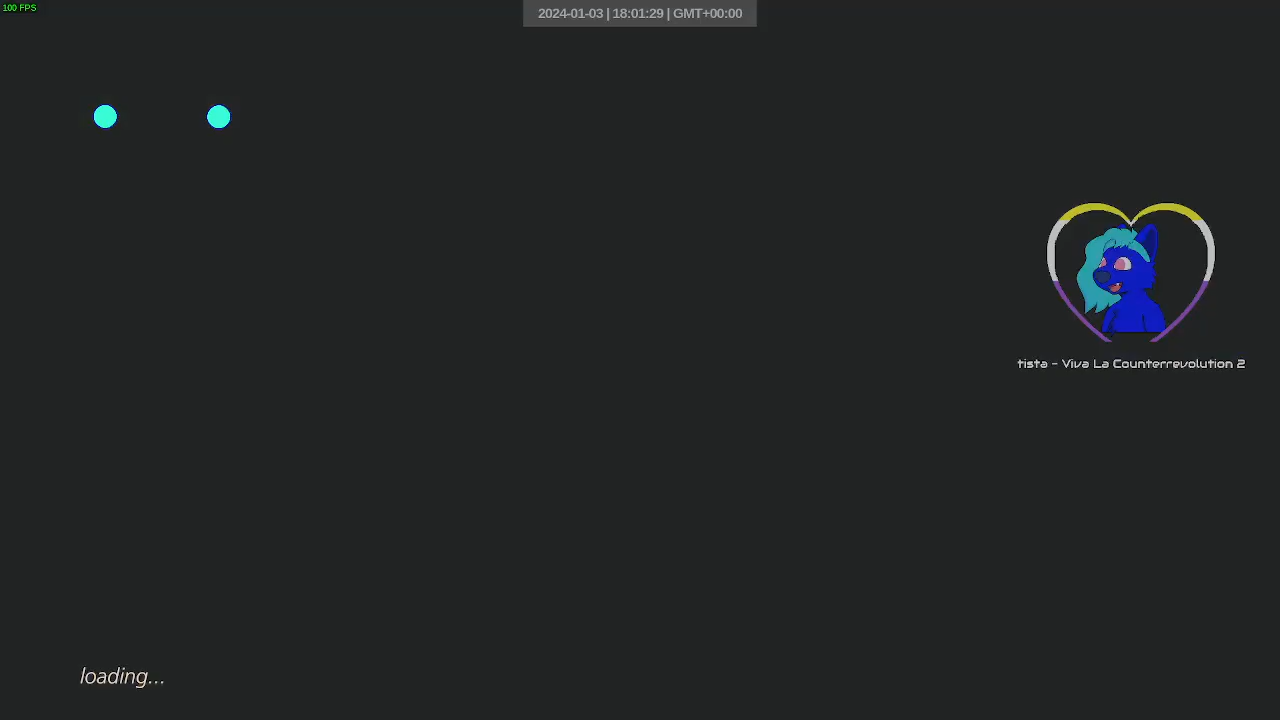 100 FPS
2024-01-03 | 18:01:29 | GMT+00:00
tista - Viva La Counterrevolution 2
loading...